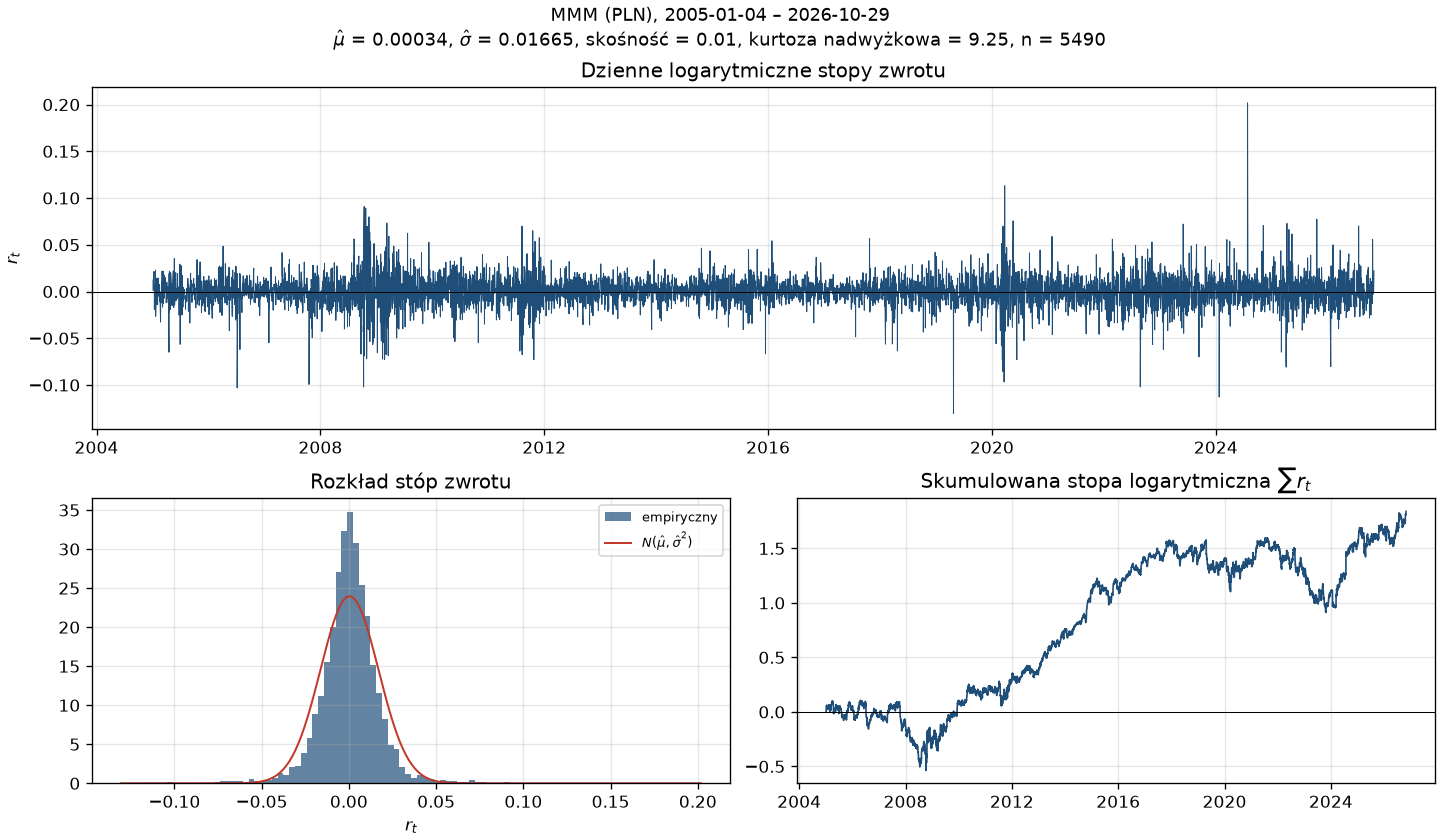 MMM (PLN), 2005-01-04 – 2026-10-29
μ̂ = 0.00034, σ̂ = 0.01665, skośność = 0.01, kurtoza nadwyżkowa = 9.25, n = 5490
Dzienne logarytmiczne stopy zwrotu
0.20
0.15
0.10
0.05
0.00
−0.05
−0.10
r_t
2004 2008 2012 2016 2020 2024
Rozkład stóp zwrotu
35
30
25
20
15
10
5
0
empiryczny
N(μ̂, σ̂²)
−0.10 −0.05 0.00 0.05 0.10 0.15 0.20
r_t
Skumulowana stopa logarytmiczna ∑r_t
1.5
1.0
0.5
0.0
−0.5
2004 2008 2012 2016 2020 2024